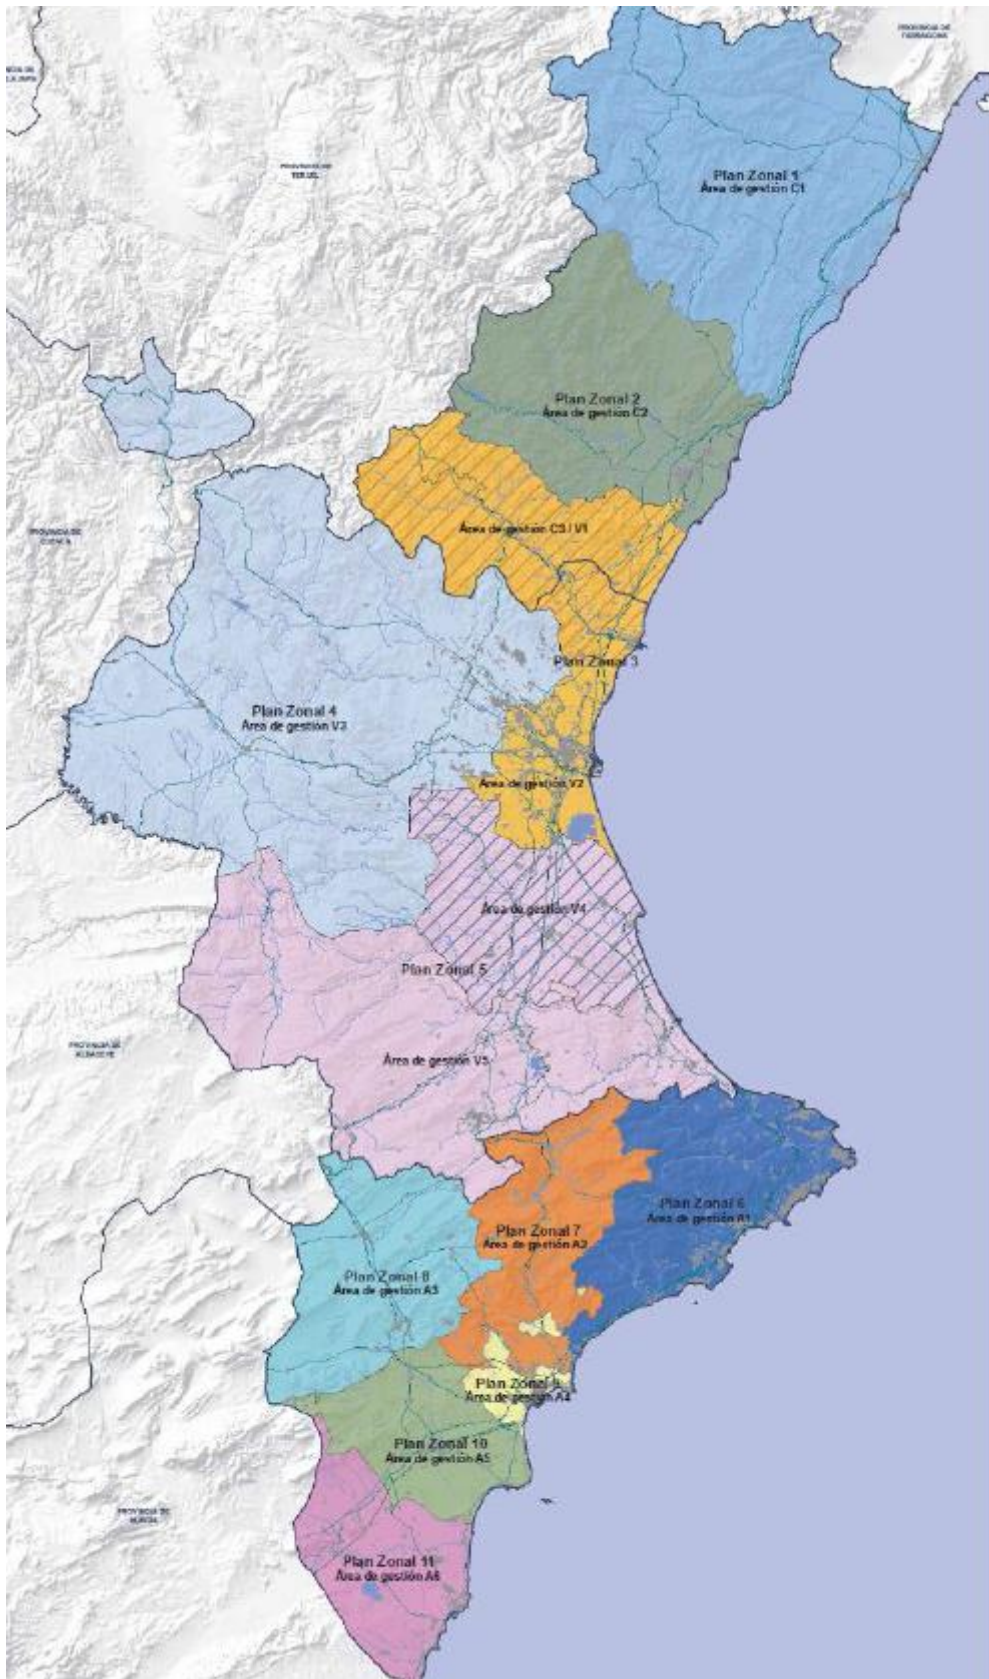 PROVINCIA DE
TARRAGONA
PROVINCIA DE
TERUEL
Plan Zonal 1
Área de gestión C1
Plan Zonal 2
Área de gestión C2
PROVINCIA DE
CUENCA
Área de gestión C3 / V1
Plan Zonal 3
Plan Zonal 4
Área de gestión V3
Área de gestión V2
Área de gestión V4
Plan Zonal 5
PROVINCIA DE
ALBACETE
Área de gestión V5
Plan Zonal 6
Área de gestión A1
Plan Zonal 7
Área de gestión A2
Plan Zonal 8
Área de gestión A3
Plan Zonal 9
Área de gestión A4
Plan Zonal 10
Área de gestión A5
PROVINCIA DE
MURCIA
Plan Zonal 11
Área de gestión A6